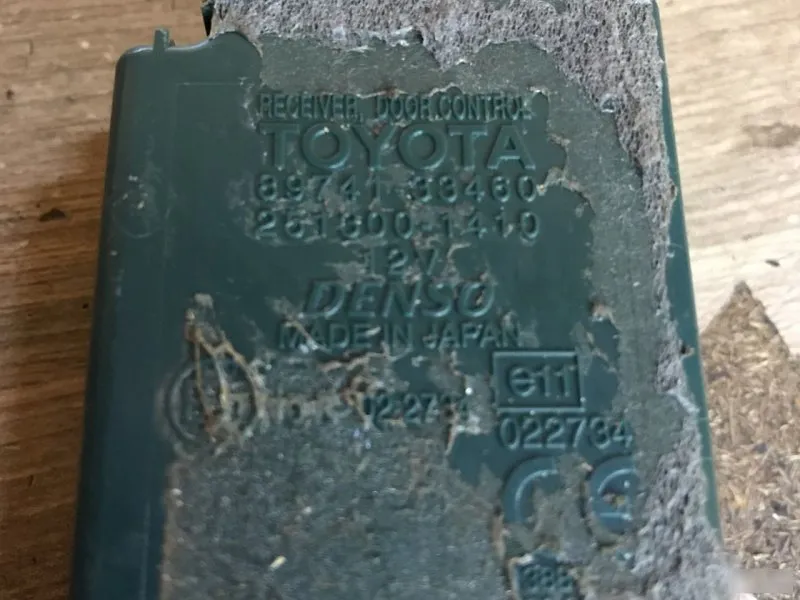 RECEIVER, DOOR CONTROL
TOYOTA
89741-33460
261800-1410
12V
DENSO
MADE IN JAPAN
e11
022734